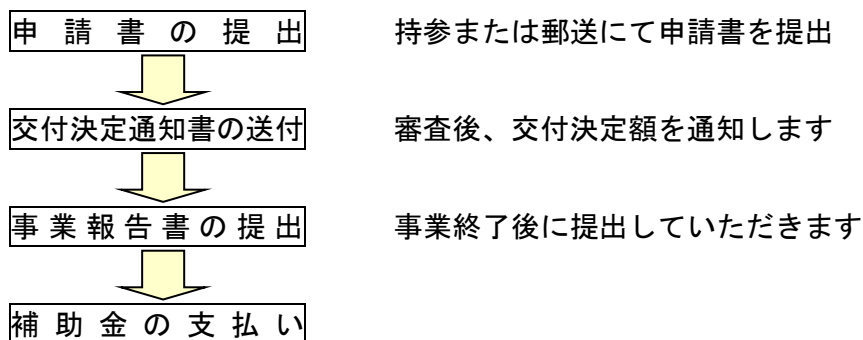 申請書の提出 持参または郵送にて申請書を提出
交付決定通知書の送付 審査後、交付決定額を通知します
事業報告書の提出 事業終了後に提出していただきます
補助金の支払い